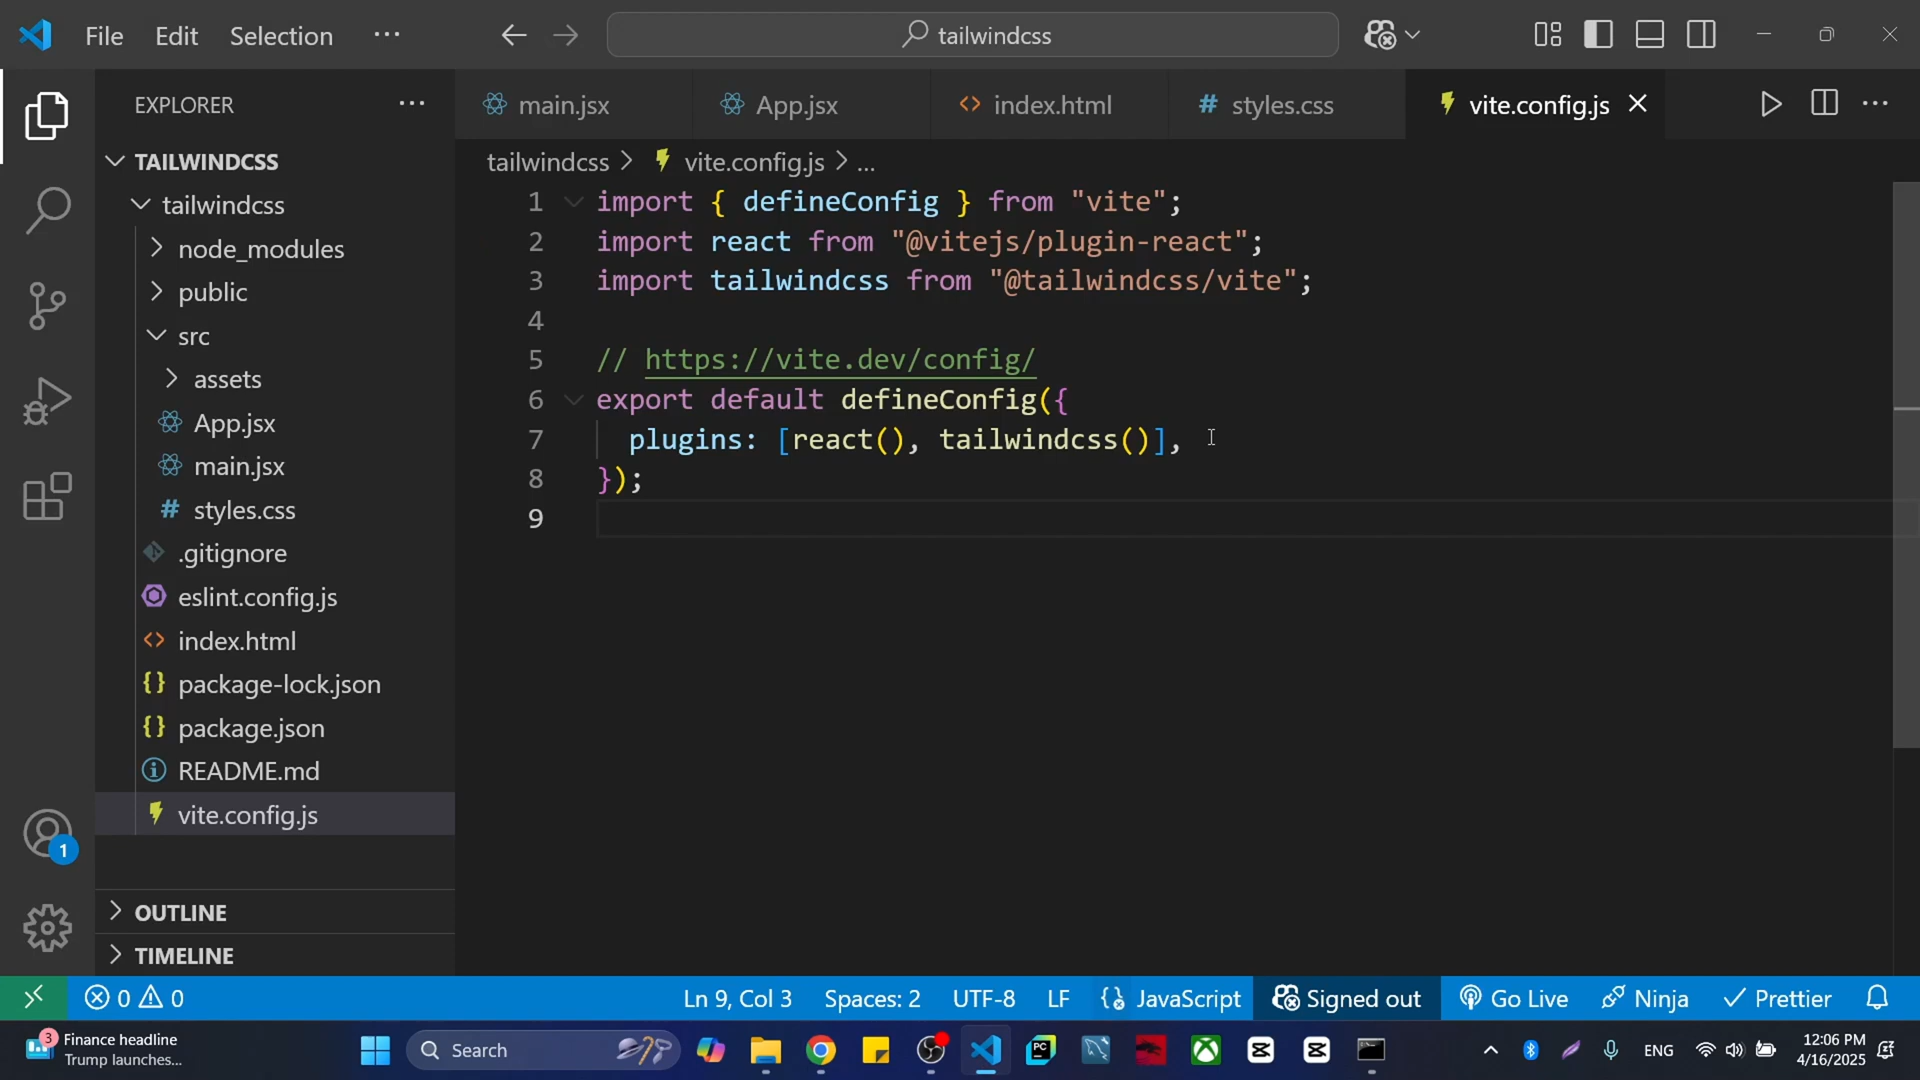 File Edit Selection ···
tailwindcss
EXPLORER ···
main.jsx App.jsx index.html styles.css vite.config.js
TAILWINDCSS
tailwindcss > vite.config.js > ...
tailwindcss
node_modules
public
src
assets
App.jsx
main.jsx
styles.css
.gitignore
eslint.config.js
index.html
package-lock.json
package.json
README.md
vite.config.js
OUTLINE
TIMELINE
1 import { defineConfig } from "vite";
2 import react from "@vitejs/plugin-react";
3 import tailwindcss from "@tailwindcss/vite";
4
5 // https://vite.dev/config/
6 export default defineConfig({
7 plugins: [react(), tailwindcss()],
8 });
9
1
0 0 Ln 9, Col 3 Spaces: 2 UTF-8 LF JavaScript Signed out Go Live Ninja Prettier
3
Finance headline
Trump launches...
Search
PC
ENG
12:06 PM
4/16/2025